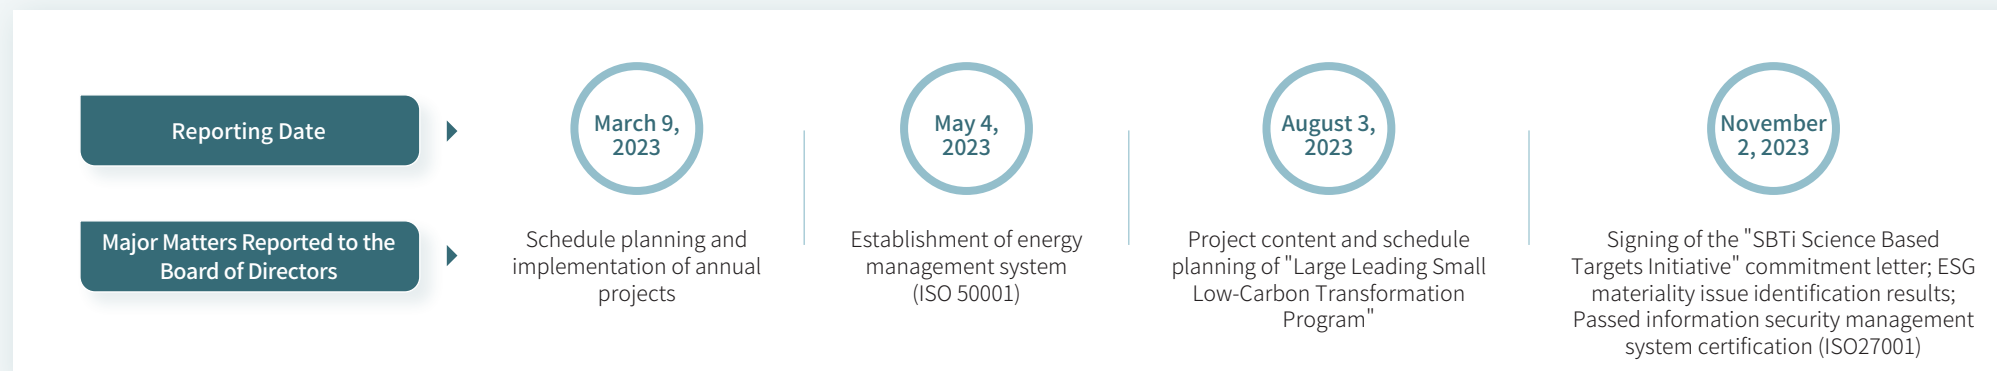 Reporting Date
March 9,
2023
May 4,
2023
August 3,
2023
November
2, 2023
Major Matters Reported to the
Board of Directors
Schedule planning and
implementation of annual
projects
Establishment of energy
management system
(ISO 50001)
Project content and schedule
planning of "Large Leading Small
Low-Carbon Transformation
Program"
Signing of the "SBTi Science Based
Targets Initiative" commitment letter; ESG
materiality issue identification results;
Passed information security management
system certification (ISO27001)